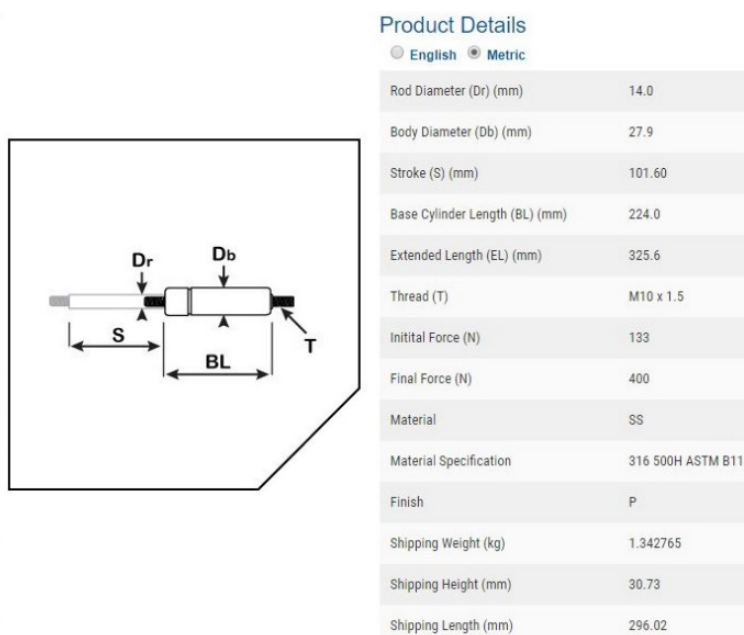 Product Details
English Metric
Rod Diameter (Dr) (mm) 14.0
Body Diameter (Db) (mm) 27.9
Stroke (S) (mm) 101.60
Base Cylinder Length (BL) (mm) 224.0
Extended Length (EL) (mm) 325.6
Thread (T) M10 x 1.5
Initital Force (N) 133
Final Force (N) 400
Material SS
Material Specification 316 500H ASTM B11
Finish P
Shipping Weight (kg) 1.342765
Shipping Height (mm) 30.73
Shipping Length (mm) 296.02
Dr Db
S
BL
T